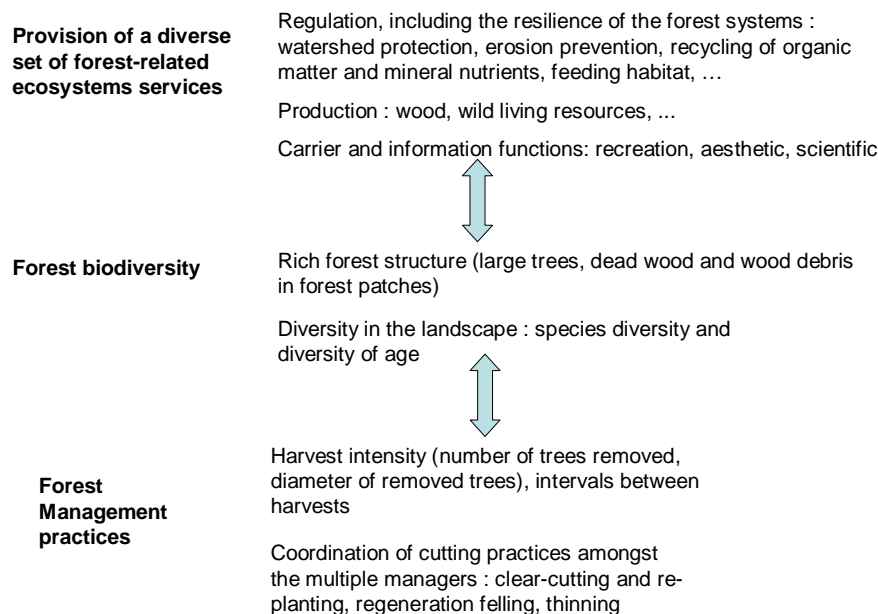 Provision of a diverse
set of forest-related
ecosystems services
Regulation, including the resilience of the forest systems :
watershed protection, erosion prevention, recycling of organic
matter and mineral nutrients, feeding habitat, …
Production : wood, wild living resources, ...
Carrier and information functions: recreation, aesthetic, scientific
Forest biodiversity
Rich forest structure (large trees, dead wood and wood debris
in forest patches)
Diversity in the landscape : species diversity and
diversity of age
Forest
Management
practices
Harvest intensity (number of trees removed,
diameter of removed trees), intervals between
harvests
Coordination of cutting practices amongst
the multiple managers : clear-cutting and re-
planting, regeneration felling, thinning